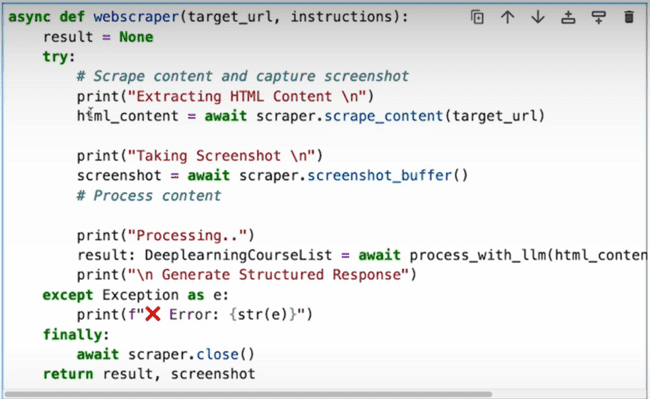 async def webscraper(target_url, instructions):
    result = None
    try:
        # Scrape content and capture screenshot
        print("Extracting HTML Content \n")
        html_content = await scraper.scrape_content(target_url)
        print("Taking Screenshot \n")
        screenshot = await scraper.screenshot_buffer()
        # Process content
        print("Processing..")
        result: DeeplearningCourseList = await process_with_llm(html_conten
        print("\n Generate Structured Response")
    except Exception as e:
        print(f"❌ Error: {str(e)}")
    finally:
        await scraper.close()
    return result, screenshot